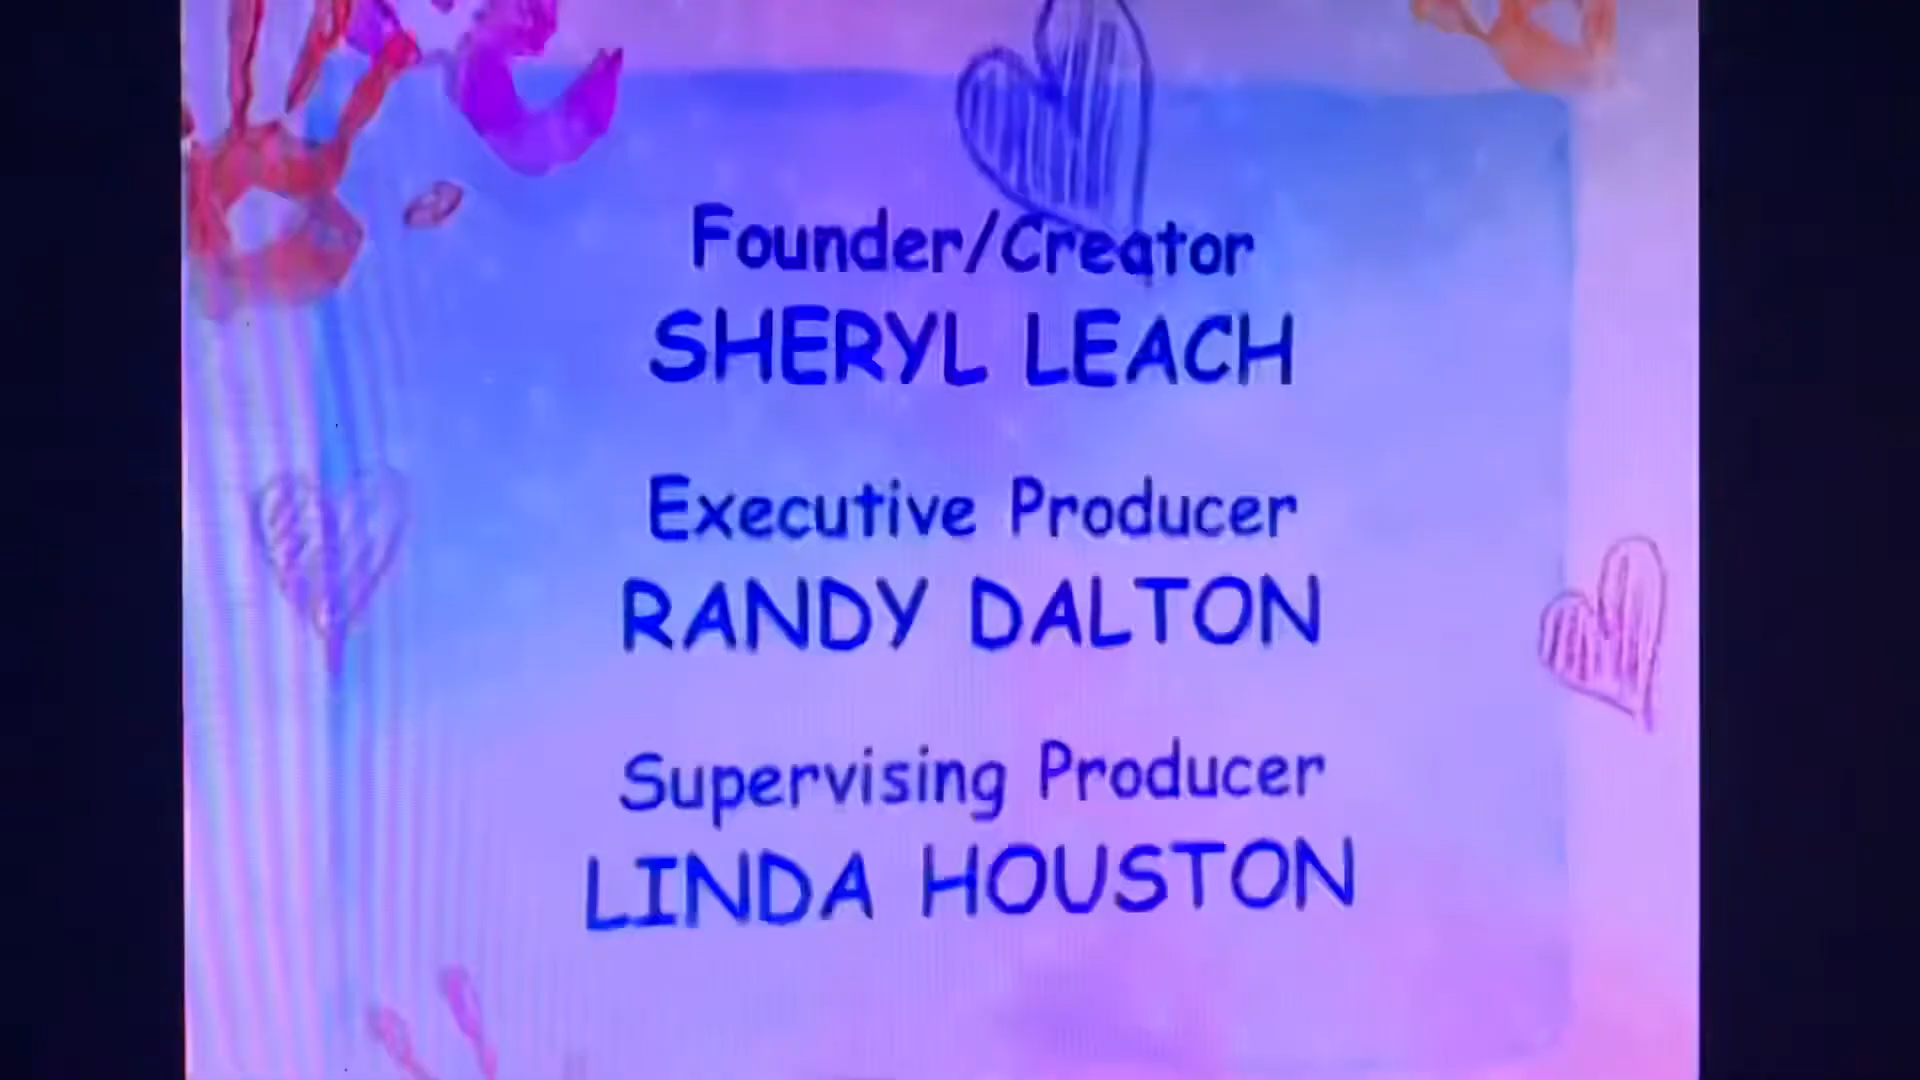 Founder/Creator
SHERYL LEACH
Executive Producer
RANDY DALTON
Supervising Producer
LINDA HOUSTON